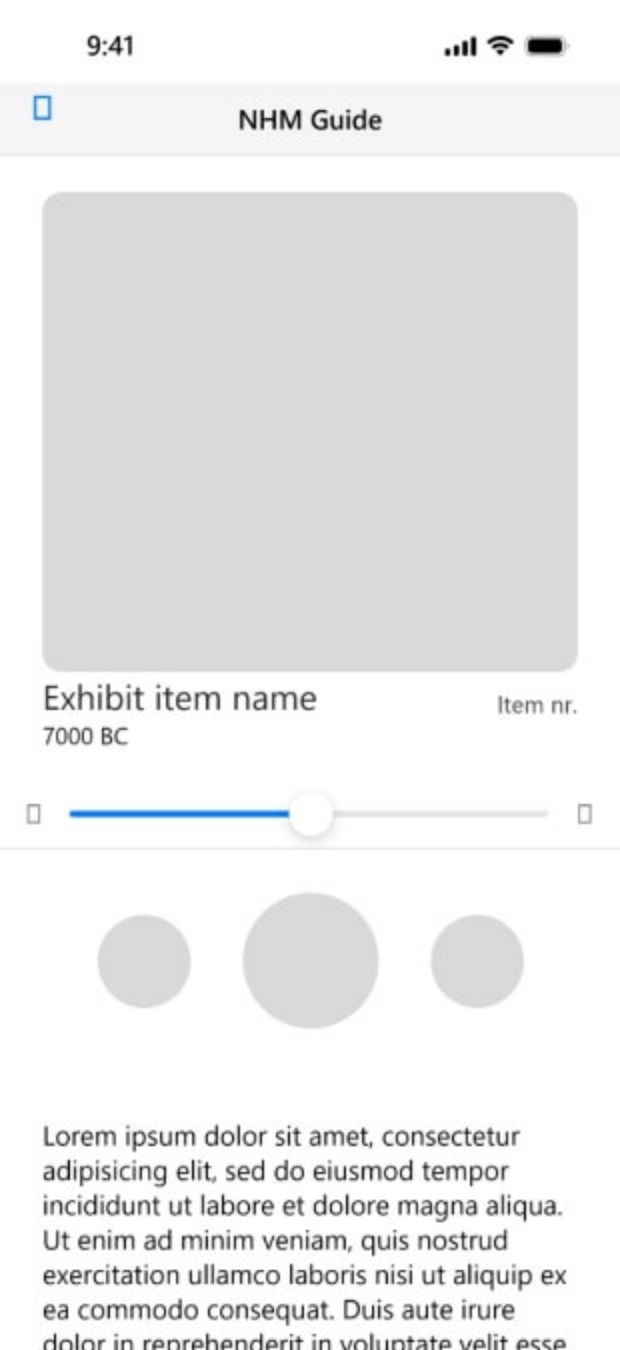 9:41
NHM Guide
Exhibit item name
Item nr.
7000 BC
Lorem ipsum dolor sit amet, consectetur
adipisicing elit, sed do eiusmod tempor
incididunt ut labore et dolore magna aliqua.
Ut enim ad minim veniam, quis nostrud
exercitation ullamco laboris nisi ut aliquip ex
ea commodo consequat. Duis aute irure
dolor in reprehenderit in voluptate velit esse